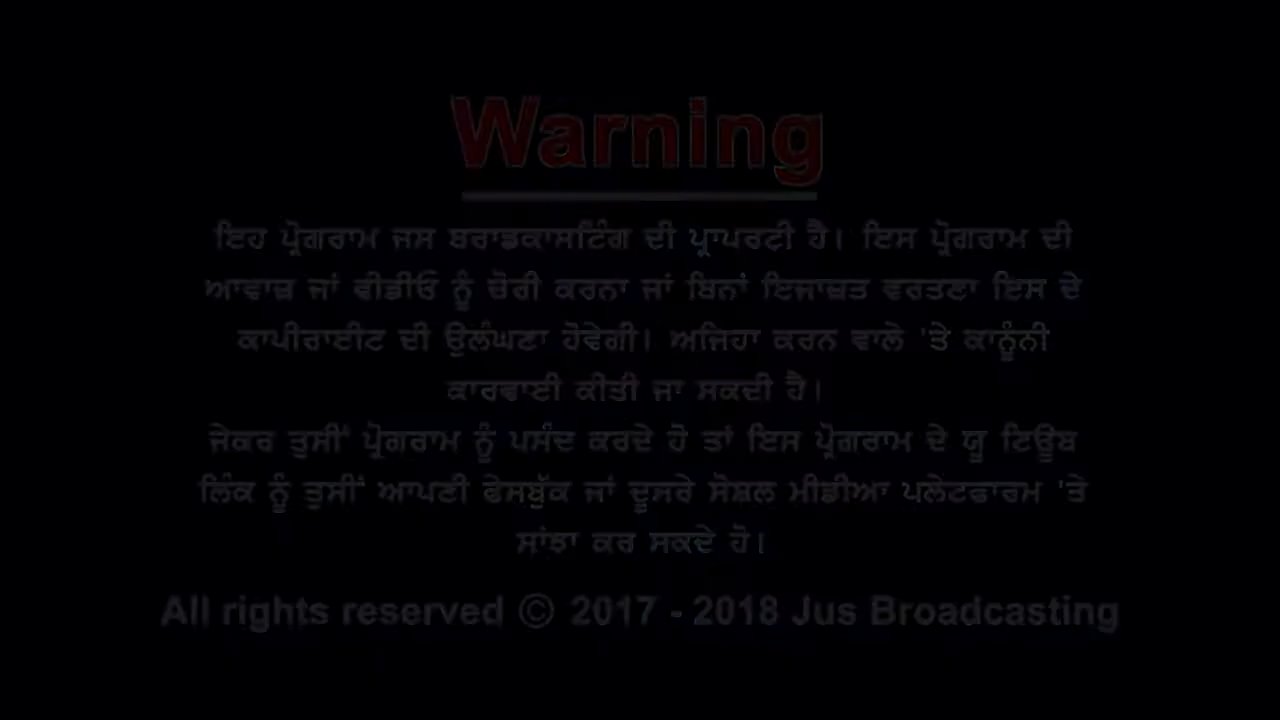 Warning
ਇਹ ਪ੍ਰੋਗਰਾਮ ਜਸ ਬਰਾਡਕਾਸਟਿੰਗ ਦੀ ਪ੍ਰਾਪਰਟੀ ਹੈ। ਇਸ ਪ੍ਰੋਗਰਾਮ ਦੀ
ਆਵਾਜ਼ ਜਾਂ ਵੀਡੀਓ ਨੂੰ ਚੋਰੀ ਕਰਨਾ ਜਾਂ ਬਿਨਾਂ ਇਜਾਜ਼ਤ ਵਰਤਣਾ ਇਸ ਦੇ
ਕਾਪੀਰਾਈਟ ਦੀ ਉਲੰਘਣਾ ਹੋਵੇਗੀ। ਅਜਿਹਾ ਕਰਨ ਵਾਲੇ 'ਤੇ ਕਾਨੂੰਨੀ
ਕਾਰਵਾਈ ਕੀਤੀ ਜਾ ਸਕਦੀ ਹੈ।
ਜੇਕਰ ਤੁਸੀਂ ਪ੍ਰੋਗਰਾਮ ਨੂੰ ਪਸੰਦ ਕਰਦੇ ਹੋ ਤਾਂ ਇਸ ਪ੍ਰੋਗਰਾਮ ਦੇ ਯੂ ਟਿਊਬ
ਲਿੰਕ ਨੂੰ ਤੁਸੀਂ ਆਪਣੀ ਫੇਸਬੁੱਕ ਜਾਂ ਦੂਸਰੇ ਸੋਸ਼ਲ ਮੀਡੀਆ ਪਲੇਟਫਾਰਮ 'ਤੇ
ਸਾਂਝਾ ਕਰ ਸਕਦੇ ਹੋ।
All rights reserved © 2017 - 2018 Jus Broadcasting